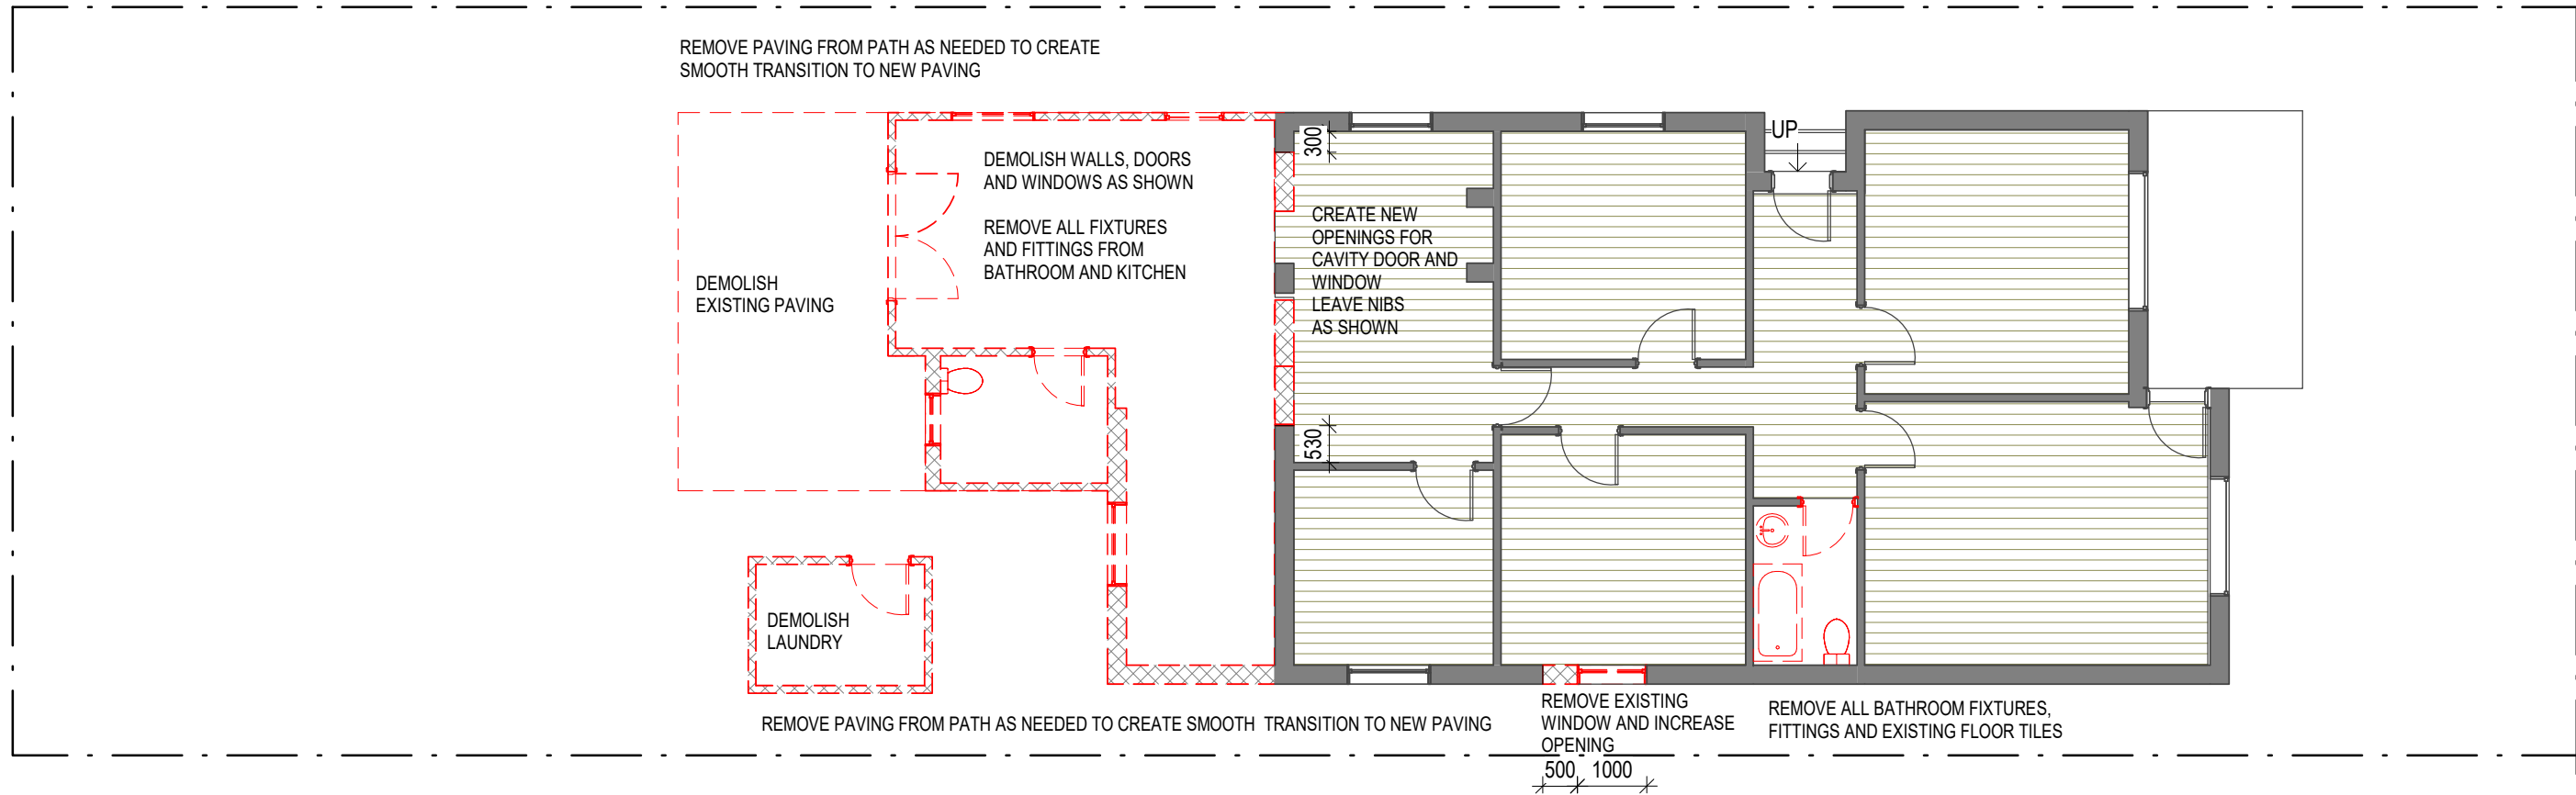 REMOVE PAVING FROM PATH AS NEEDED TO CREATE
SMOOTH TRANSITION TO NEW PAVING
UP
300
DEMOLISH WALLS, DOORS
AND WINDOWS AS SHOWN
REMOVE ALL FIXTURES
AND FITTINGS FROM
BATHROOM AND KITCHEN
CREATE NEW
OPENINGS FOR
CAVITY DOOR AND
WINDOW
LEAVE NIBS
AS SHOWN
DEMOLISH
EXISTING PAVING
530
DEMOLISH
LAUNDRY
REMOVE PAVING FROM PATH AS NEEDED TO CREATE SMOOTH  TRANSITION TO NEW PAVING
REMOVE EXISTING
WINDOW AND INCREASE
OPENING
500 1000
REMOVE ALL BATHROOM FIXTURES,
FITTINGS AND EXISTING FLOOR TILES